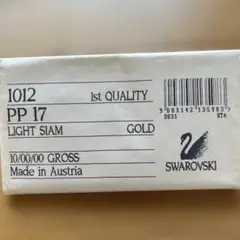 1012 1st QUALITY
PP 17
LIGHT SIAM GOLD
10/00/00 GROSS
Made in Austria
SWAROVSKI